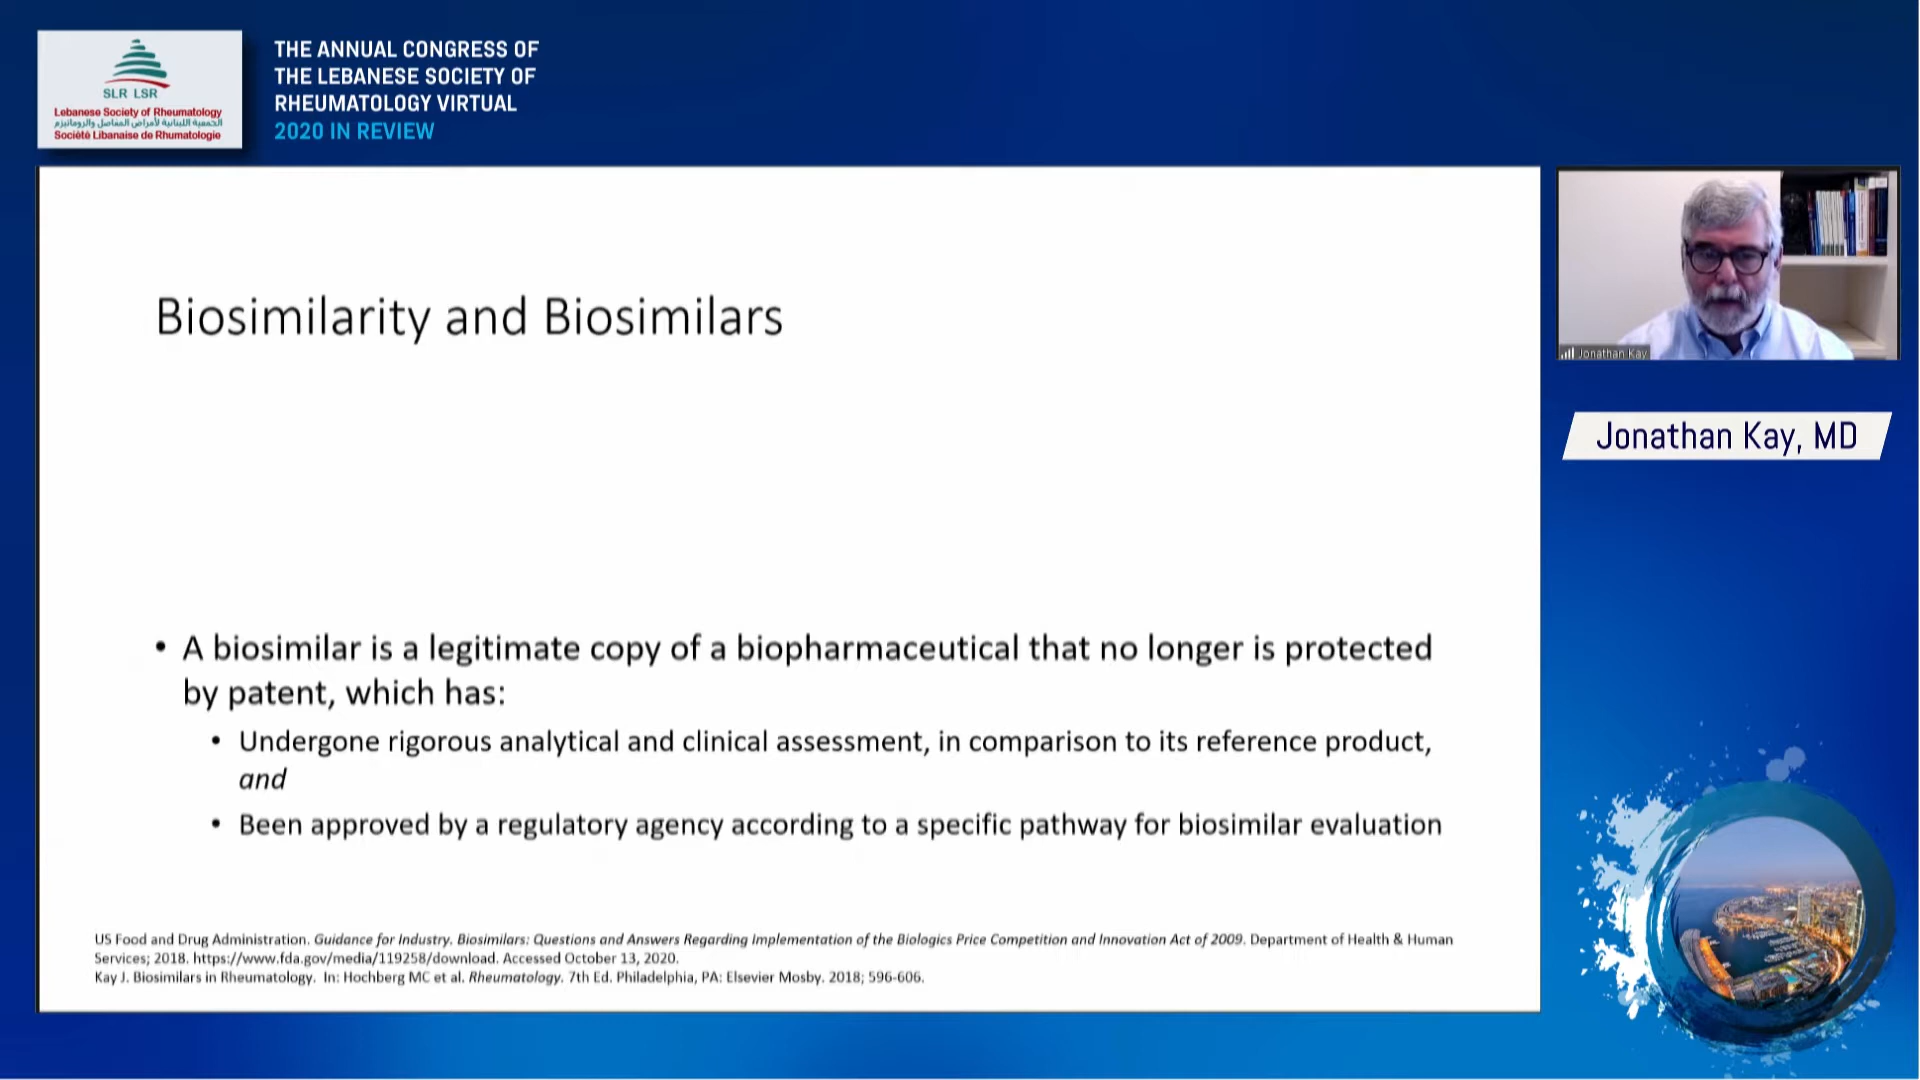 SLR LSR
Lebanese Society of Rheumatology
الجمعية اللبنانية لأمراض المفاصل والروماتيزم
Société Libanaise de Rhumatologie
THE ANNUAL CONGRESS OF
THE LEBANESE SOCIETY OF
RHEUMATOLOGY VIRTUAL
2020 IN REVIEW
Biosimilarity and Biosimilars
• A biosimilar is a legitimate copy of a biopharmaceutical that no longer is protected
by patent, which has:
• Undergone rigorous analytical and clinical assessment, in comparison to its reference product,
and
• Been approved by a regulatory agency according to a specific pathway for biosimilar evaluation
US Food and Drug Administration. Guidance for Industry. Biosimilars: Questions and Answers Regarding Implementation of the Biologics Price Competition and Innovation Act of 2009. Department of Health & Human
Services; 2018. https://www.fda.gov/media/119258/download. Accessed October 13, 2020.
Kay J. Biosimilars in Rheumatology. In: Hochberg MC et al. Rheumatology. 7th Ed. Philadelphia, PA: Elsevier Mosby. 2018; 596-606.
Jonathan Kay
Jonathan Kay, MD